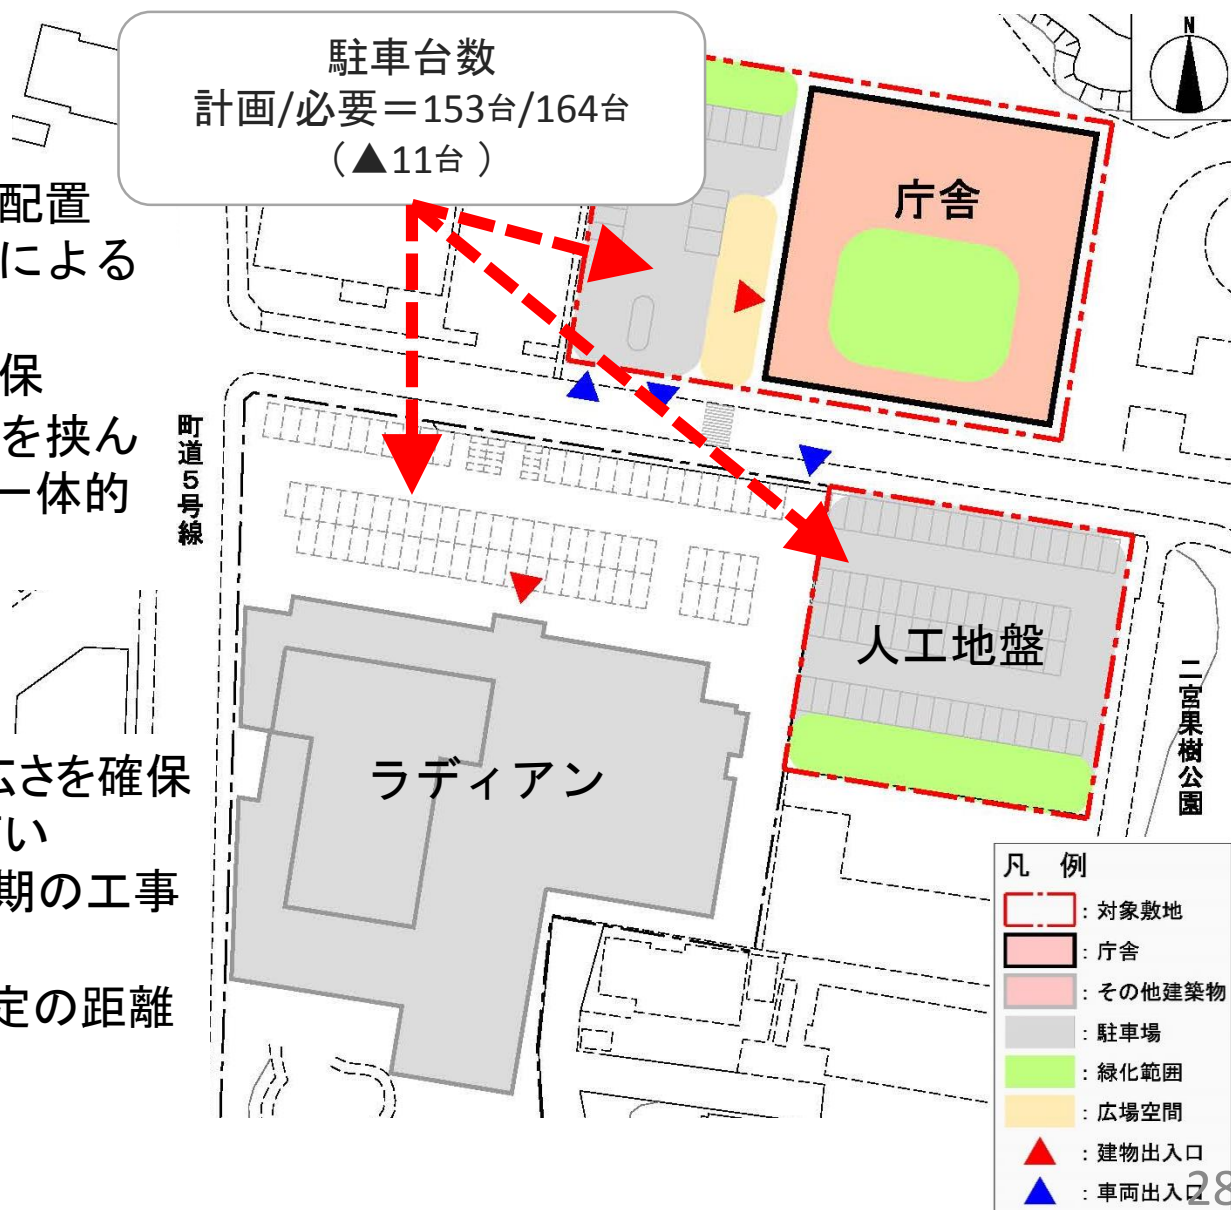 駐車台数
計画/必要＝153台/164台
（▲11台 ）
N
配置
による
保
を挟ん
一体的
庁舎
町道５号線
人工地盤
二宮果樹公園
ラディアン
広さを確保
い
期の工事
定の距離
凡　例
：対象敷地
：庁舎
：その他建築物
：駐車場
：緑化範囲
：広場空間
：建物出入口
：車両出入口
28